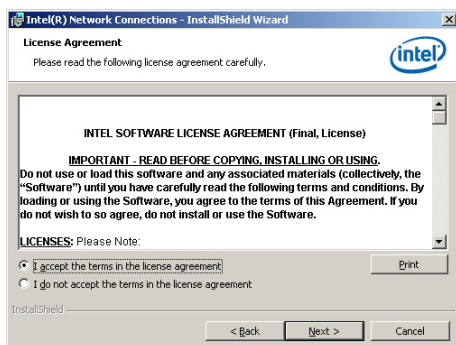 Intel(R) Network Connections - InstallShield Wizard
License Agreement
Please read the following license agreement carefully.
intel
INTEL SOFTWARE LICENSE AGREEMENT (Final, License)
IMPORTANT - READ BEFORE COPYING, INSTALLING OR USING.
Do not use or load this software and any associated materials (collectively, the
"Software") until you have carefully read the following terms and conditions. By
loading or using the Software, you agree to the terms of this Agreement. If you
do not wish to so agree, do not install or use the Software.
LICENSES: Please Note:
I accept the terms in the license agreement
Print
I do not accept the terms in the license agreement
InstallShield
< Back
Next >
Cancel